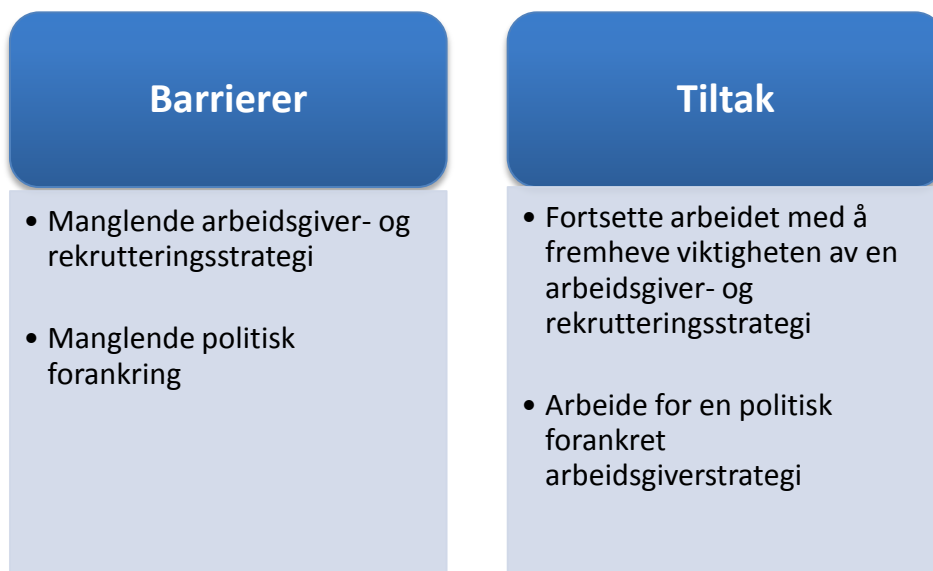 Barrierer
• Manglende arbeidsgiver- og
rekrutteringsstrategi
• Manglende politisk
forankring
Tiltak
• Fortsette arbeidet med å
fremheve viktigheten av en
arbeidsgiver- og
rekrutteringsstrategi
• Arbeide for en politisk
forankret
arbeidsgiverstrategi